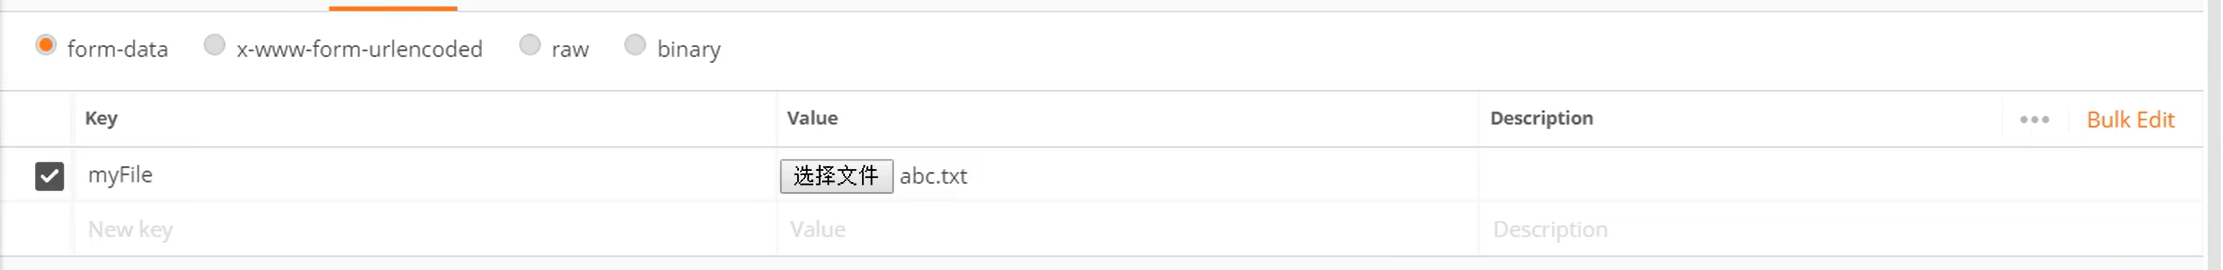 form-data x-www-form-urlencoded raw binary
Key Value Description ••• Bulk Edit
myFile 选择文件 abc.txt
New key Value Description